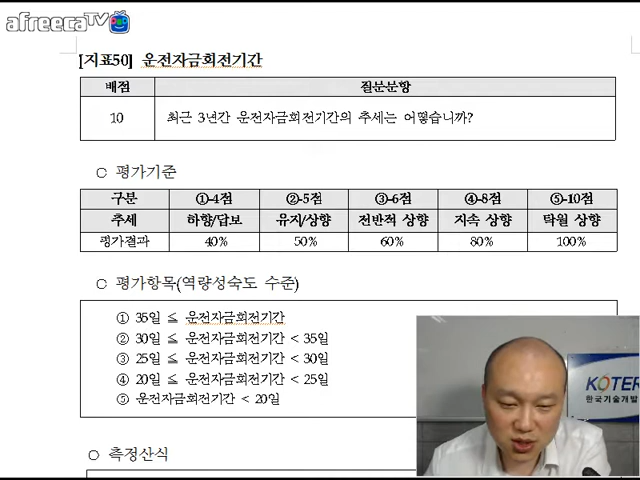 afreecaTV
[지표50] 운전자금회전기간
배점 질문문항
10 최근 3년간 운전자금회전기간의 추세는 어떻습니까?
○ 평가기준
구분 ①-4점 ②-5점 ③-6점 ④-8점 ⑤-10점
추세 하향/답보 유지/상향 전반적 상향 지속 상향 탁월 상향
평가결과 40% 50% 60% 80% 100%
○ 평가항목(역량성숙도 수준)
① 35일 ≦ 운전자금회전기간
② 30일 ≦ 운전자금회전기간 < 35일
③ 25일 ≦ 운전자금회전기간 < 30일
④ 20일 ≦ 운전자금회전기간 < 25일
⑤ 운전자금회전기간 < 20일
KOTER
한국기술개발
○ 측정산식